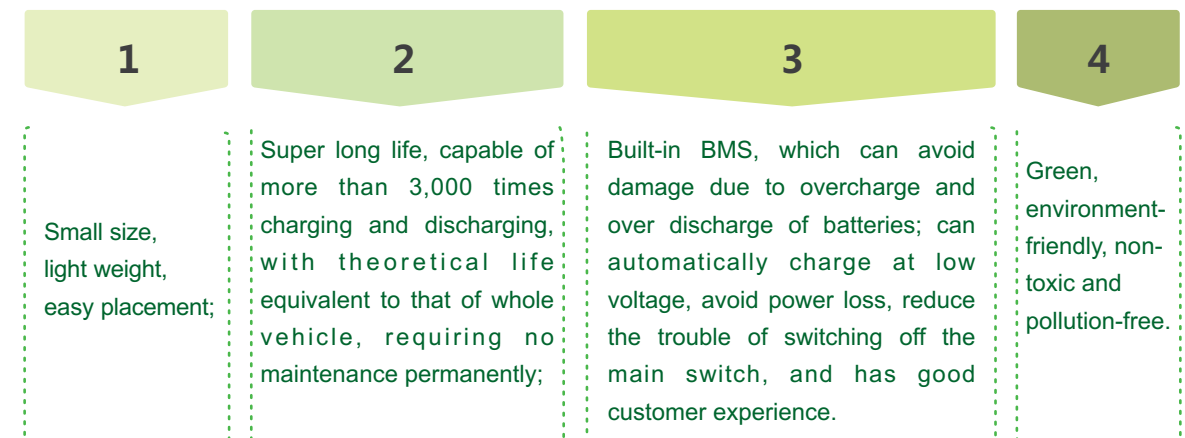 1
Small size,
light weight,
easy placement;
2
Super long life, capable of
more than 3,000 times
charging and discharging,
with theoretical life
equivalent to that of whole
vehicle, requiring no
maintenance permanently;
3
Built-in BMS, which can avoid
damage due to overcharge and
over discharge of batteries; can
automatically charge at low
voltage, avoid power loss, reduce
the trouble of switching off the
main switch, and has good
customer experience.
4
Green,
environment-
friendly, non-
toxic and
pollution-free.